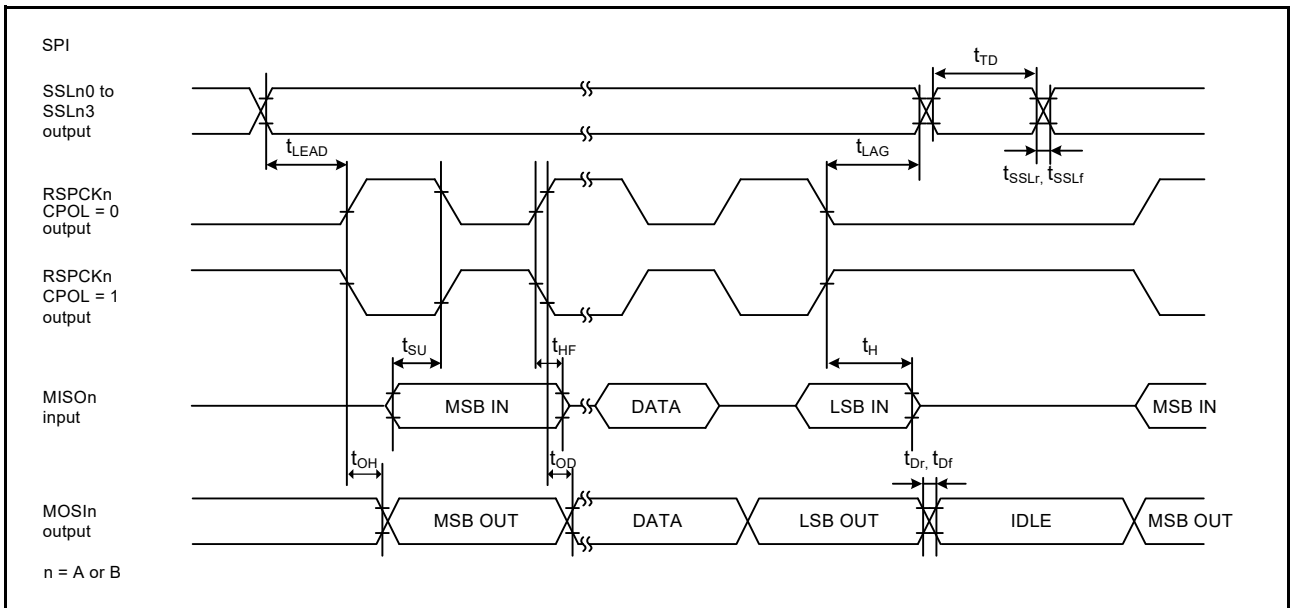 SPI
tTD
SSLn0 to
SSLn3
output
tLEAD
tLAG
tSSLr, tSSLf
RSPCKn
CPOL = 0
output
RSPCKn
CPOL = 1
output
tSU
tHF
tH
MISOn
input
MSB IN
DATA
LSB IN
MSB IN
tOH
tOD
tDr, tDf
MOSIn
output
MSB OUT
DATA
LSB OUT
IDLE
MSB OUT
n = A or B